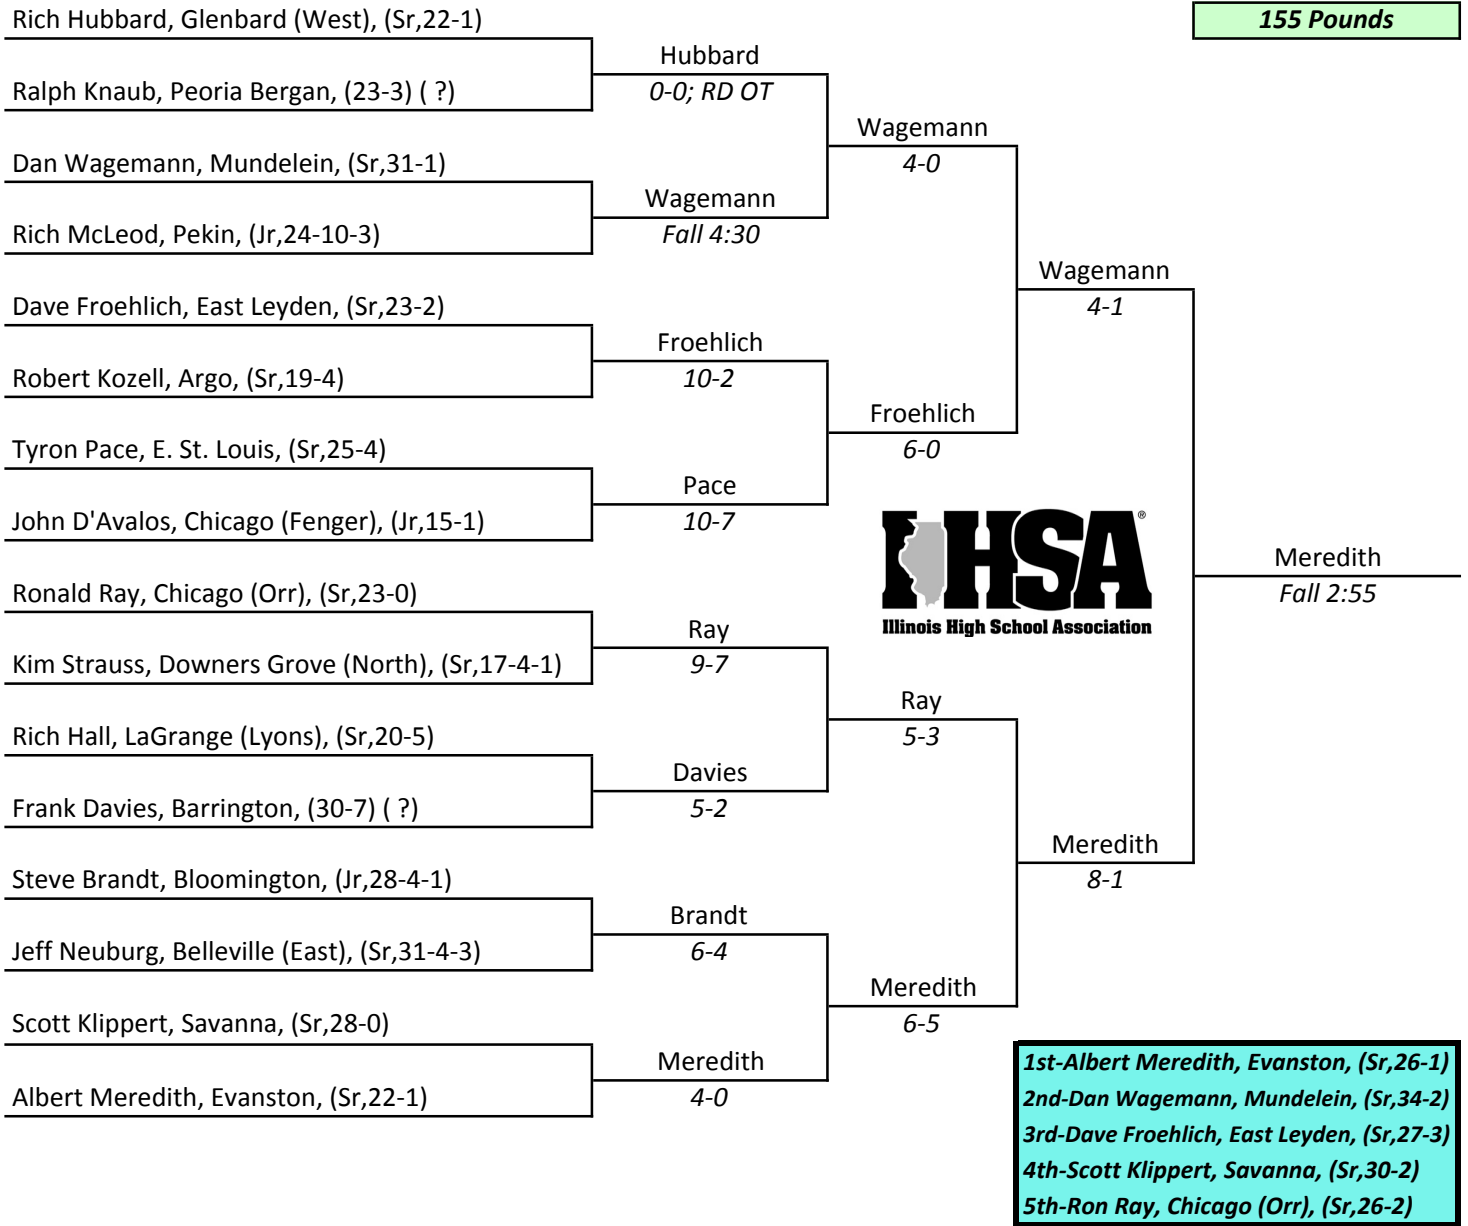 Rich Hubbard, Glenbard (West), (Sr,22-1)
155 Pounds
Hubbard
Ralph Knaub, Peoria Bergan, (23-3) ( ?)
0-0; RD OT
Wagemann
Dan Wagemann, Mundelein, (Sr,31-1)
4-0
Wagemann
Rich McLeod, Pekin, (Jr,24-10-3)
Fall 4:30
Wagemann
Dave Froehlich, East Leyden, (Sr,23-2)
4-1
Froehlich
Robert Kozell, Argo, (Sr,19-4)
10-2
Froehlich
Tyron Pace, E. St. Louis, (Sr,25-4)
6-0
Pace
John D'Avalos, Chicago (Fenger), (Jr,15-1)
10-7
IHSA®
Illinois High School Association
Meredith
Ronald Ray, Chicago (Orr), (Sr,23-0)
Fall 2:55
Ray
Kim Strauss, Downers Grove (North), (Sr,17-4-1)
9-7
Ray
Rich Hall, LaGrange (Lyons), (Sr,20-5)
5-3
Davies
Frank Davies, Barrington, (30-7) ( ?)
5-2
Meredith
Steve Brandt, Bloomington, (Jr,28-4-1)
8-1
Brandt
Jeff Neuburg, Belleville (East), (Sr,31-4-3)
6-4
Meredith
Scott Klippert, Savanna, (Sr,28-0)
6-5
Meredith
Albert Meredith, Evanston, (Sr,22-1)
4-0
1st-Albert Meredith, Evanston, (Sr,26-1)
2nd-Dan Wagemann, Mundelein, (Sr,34-2)
3rd-Dave Froehlich, East Leyden, (Sr,27-3)
4th-Scott Klippert, Savanna, (Sr,30-2)
5th-Ron Ray, Chicago (Orr), (Sr,26-2)